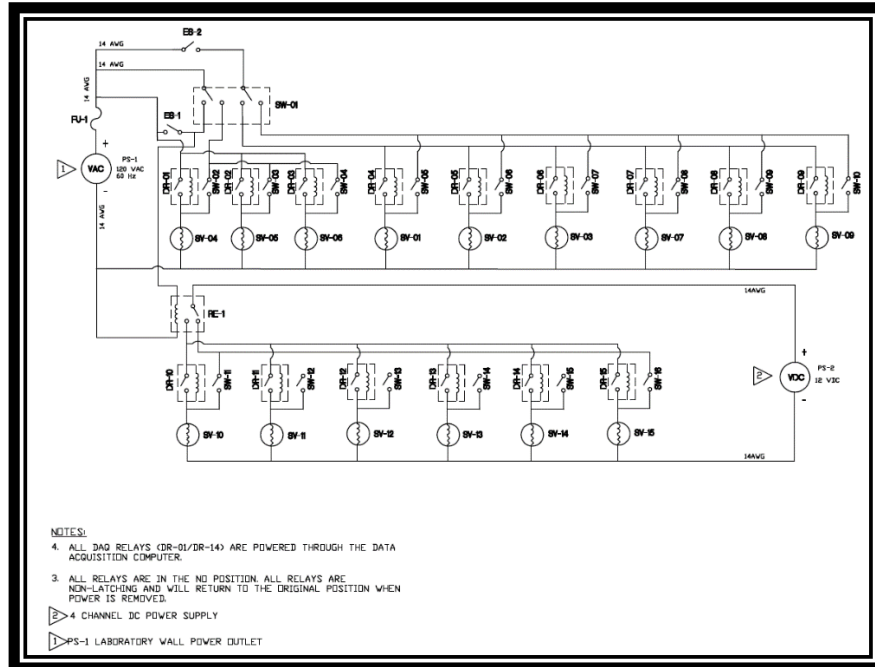 ES-2
14 AWG
14 AWG
14 AWG
FU-1
ES-1
SW-01
+
1
VAC
PS-1
120 VAC
60 Hz
-
14 AWG
DR-01
SW-02
DR-02
SW-03
DR-03
SW-04
DR-04
SW-05
DR-05
SW-06
DR-06
SW-07
DR-07
SW-08
DR-08
SW-09
DR-09
SW-10
SV-04
SV-05
SV-06
SV-01
SV-02
SV-03
SV-07
SV-08
SV-09
RE-1
14AWG
+
2
VDC
PS-2
12 VDC
-
DR-10
SW-11
DR-11
SW-12
DR-12
SW-13
DR-13
SW-14
DR-14
SW-15
DR-15
SW-16
SV-10
SV-11
SV-12
SV-13
SV-14
SV-15
14AWG
NOTES:
4. ALL DAQ RELAYS (DR-01/DR-14) ARE POWERED THROUGH THE DATA
ACQUISITION COMPUTER.
3. ALL RELAYS ARE IN THE NO POSITION. ALL RELAYS ARE
NON-LATCHING AND WILL RETURN TO THE ORIGINAL POSITION WHEN
POWER IS REMOVED.
2 4 CHANNEL DC POWER SUPPLY
1 PS-1 LABORATORY WALL POWER OUTLET